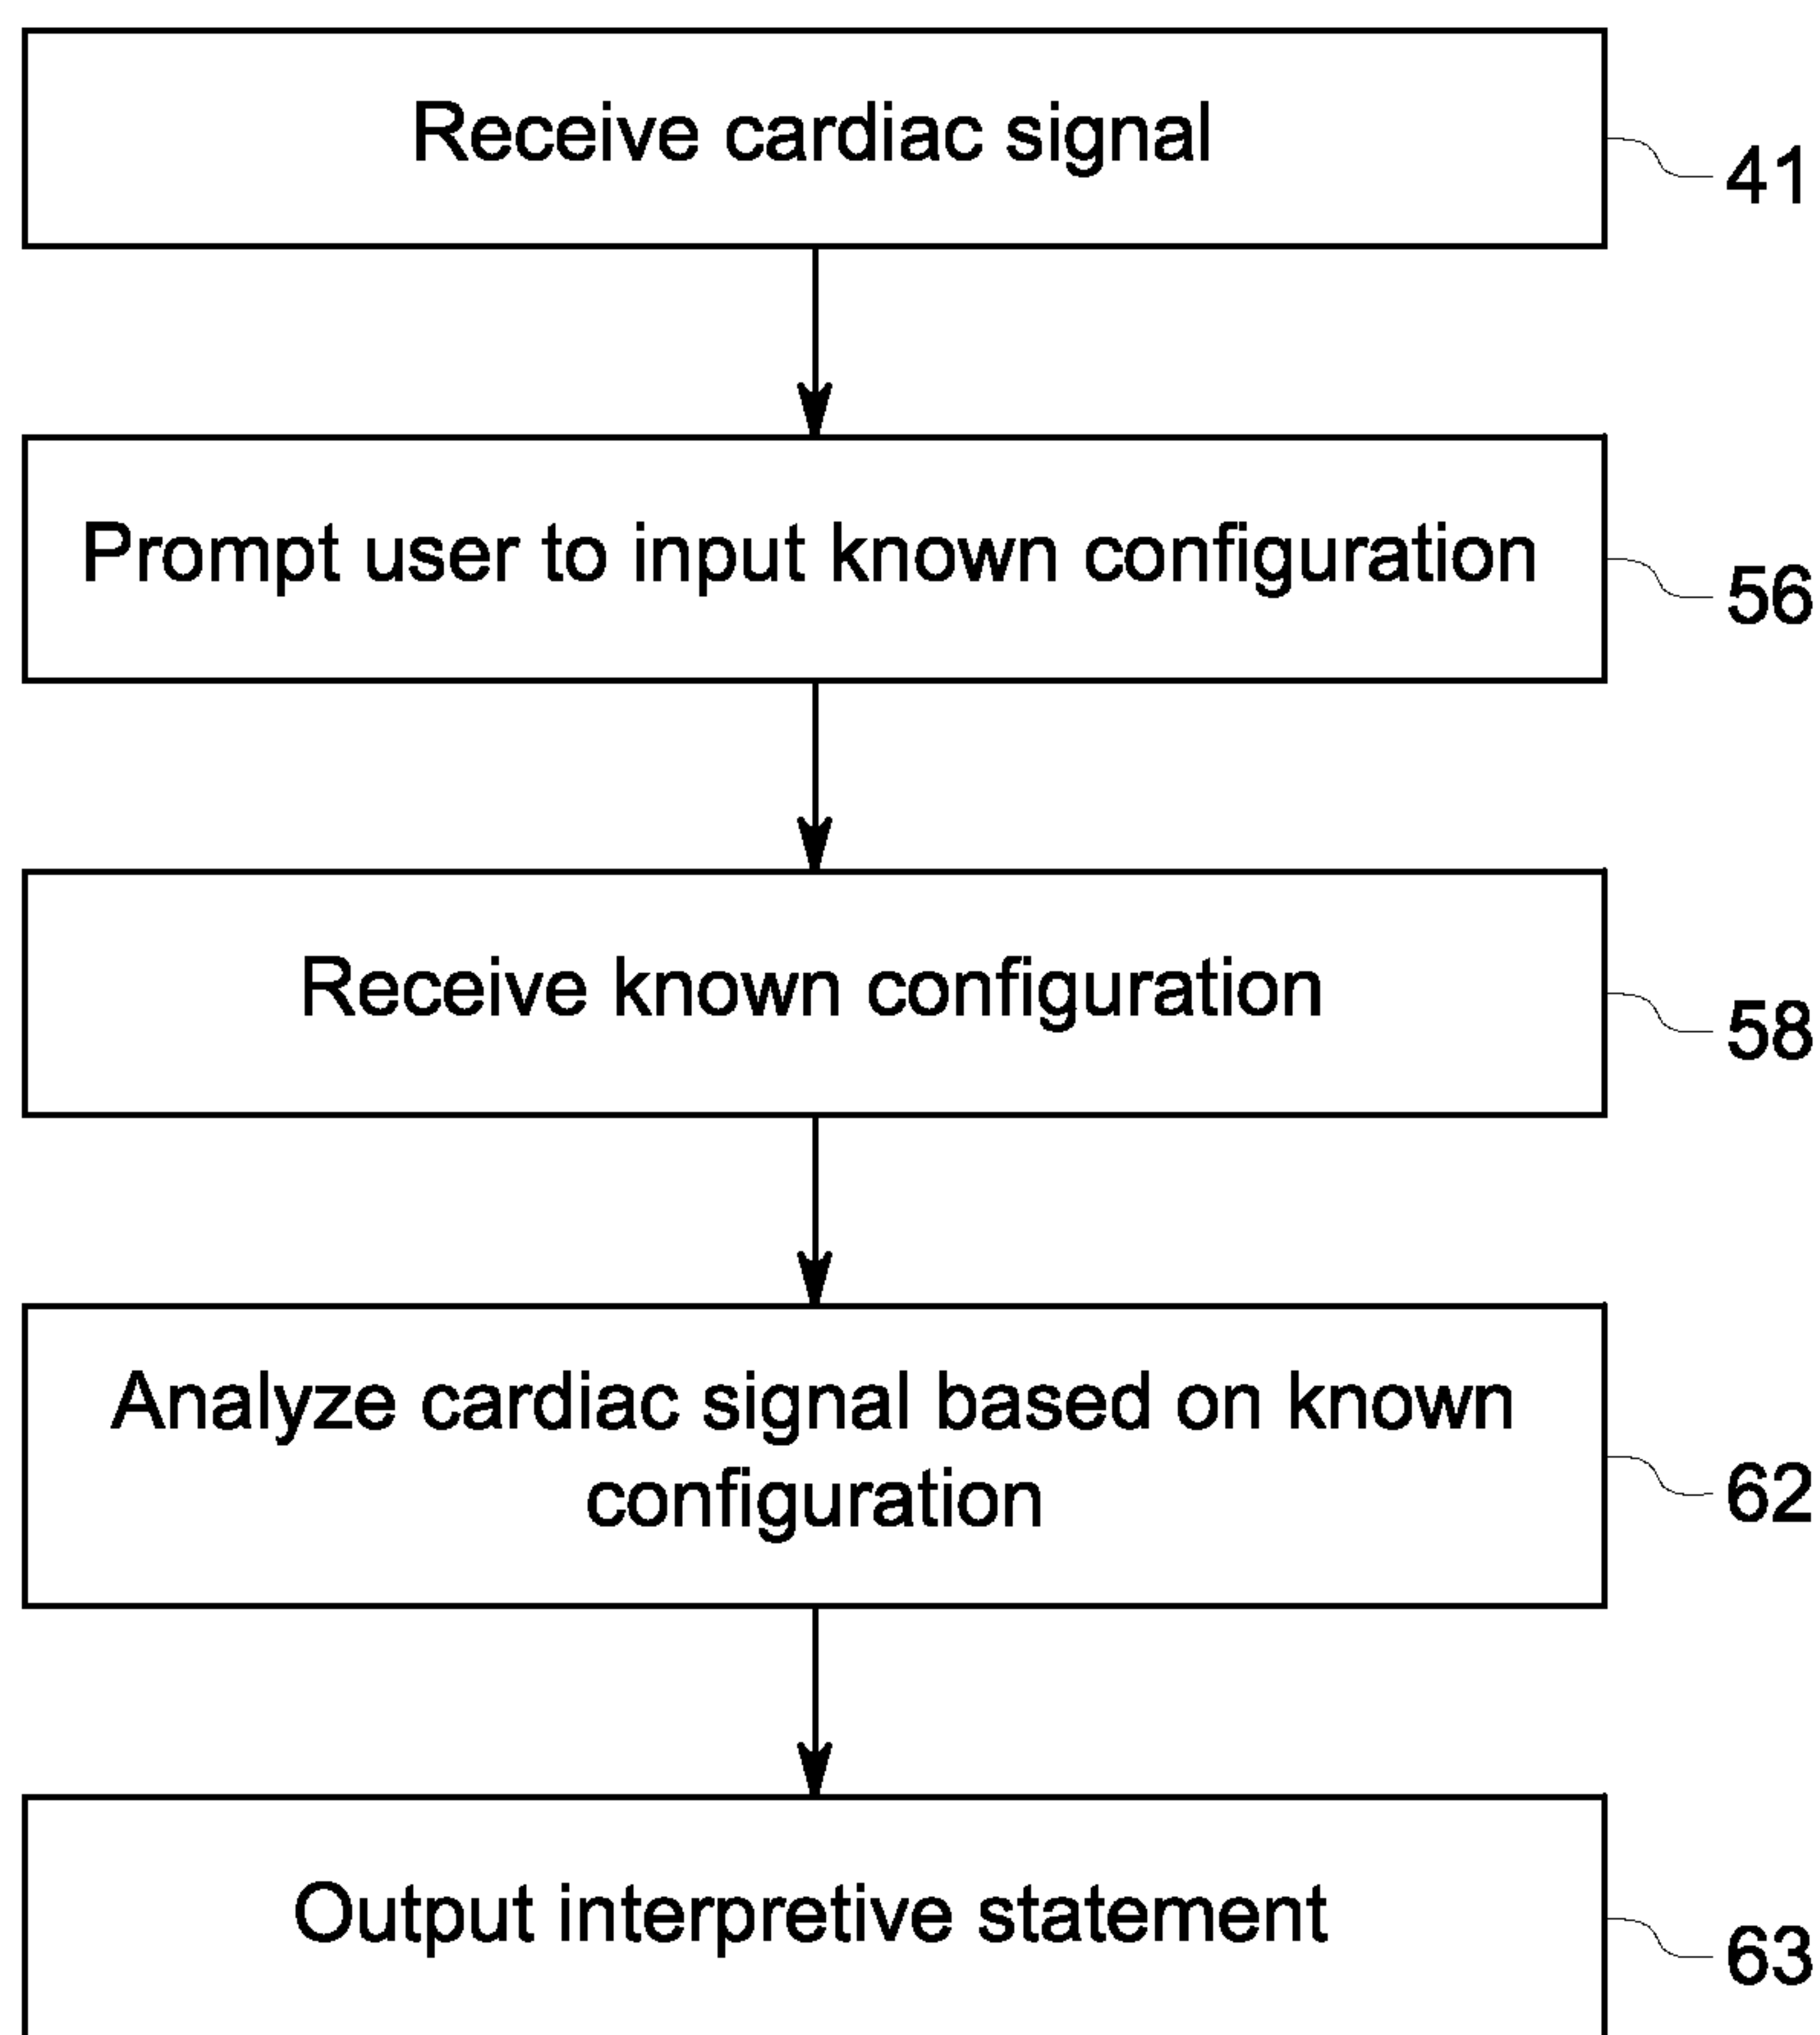 Receive cardiac signal
41
Prompt user to input known configuration
56
Receive known configuration
58
Analyze cardiac signal based on known
configuration
62
Output interpretive statement
63